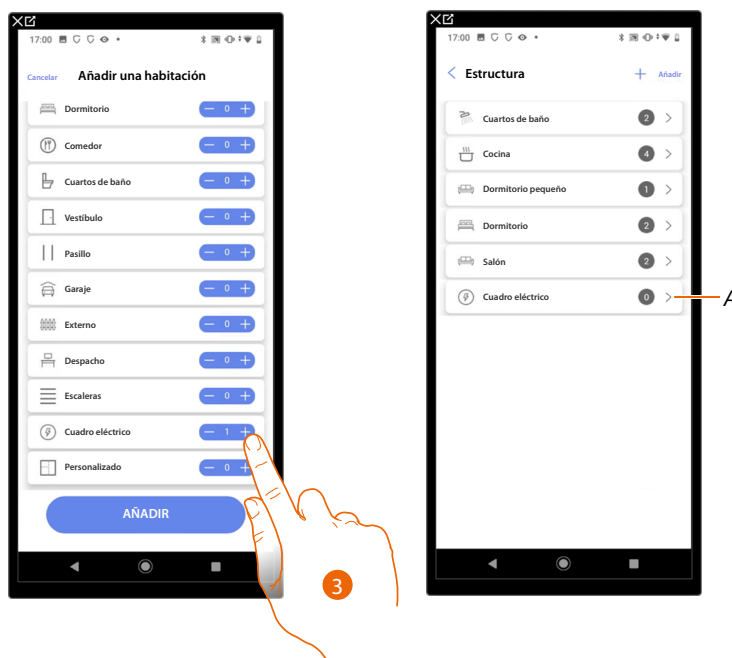 17:00
Cancelar Añadir una habitación
Dormitorio — 0 +
Comedor — 0 +
Cuartos de baño — 0 +
Vestíbulo — 0 +
Pasillo — 0 +
Garaje — 0 +
Externo — 0 +
Despacho — 0 +
Escaleras — 0 +
Cuadro eléctrico — 1 +
Personalizado — 0 +
AÑADIR
3
17:00
< Estructura + Añadir
Cuartos de baño 2 >
Cocina 4 >
Dormitorio pequeño 1 >
Dormitorio 2 >
Salón 2 >
Cuadro eléctrico 0 >
A